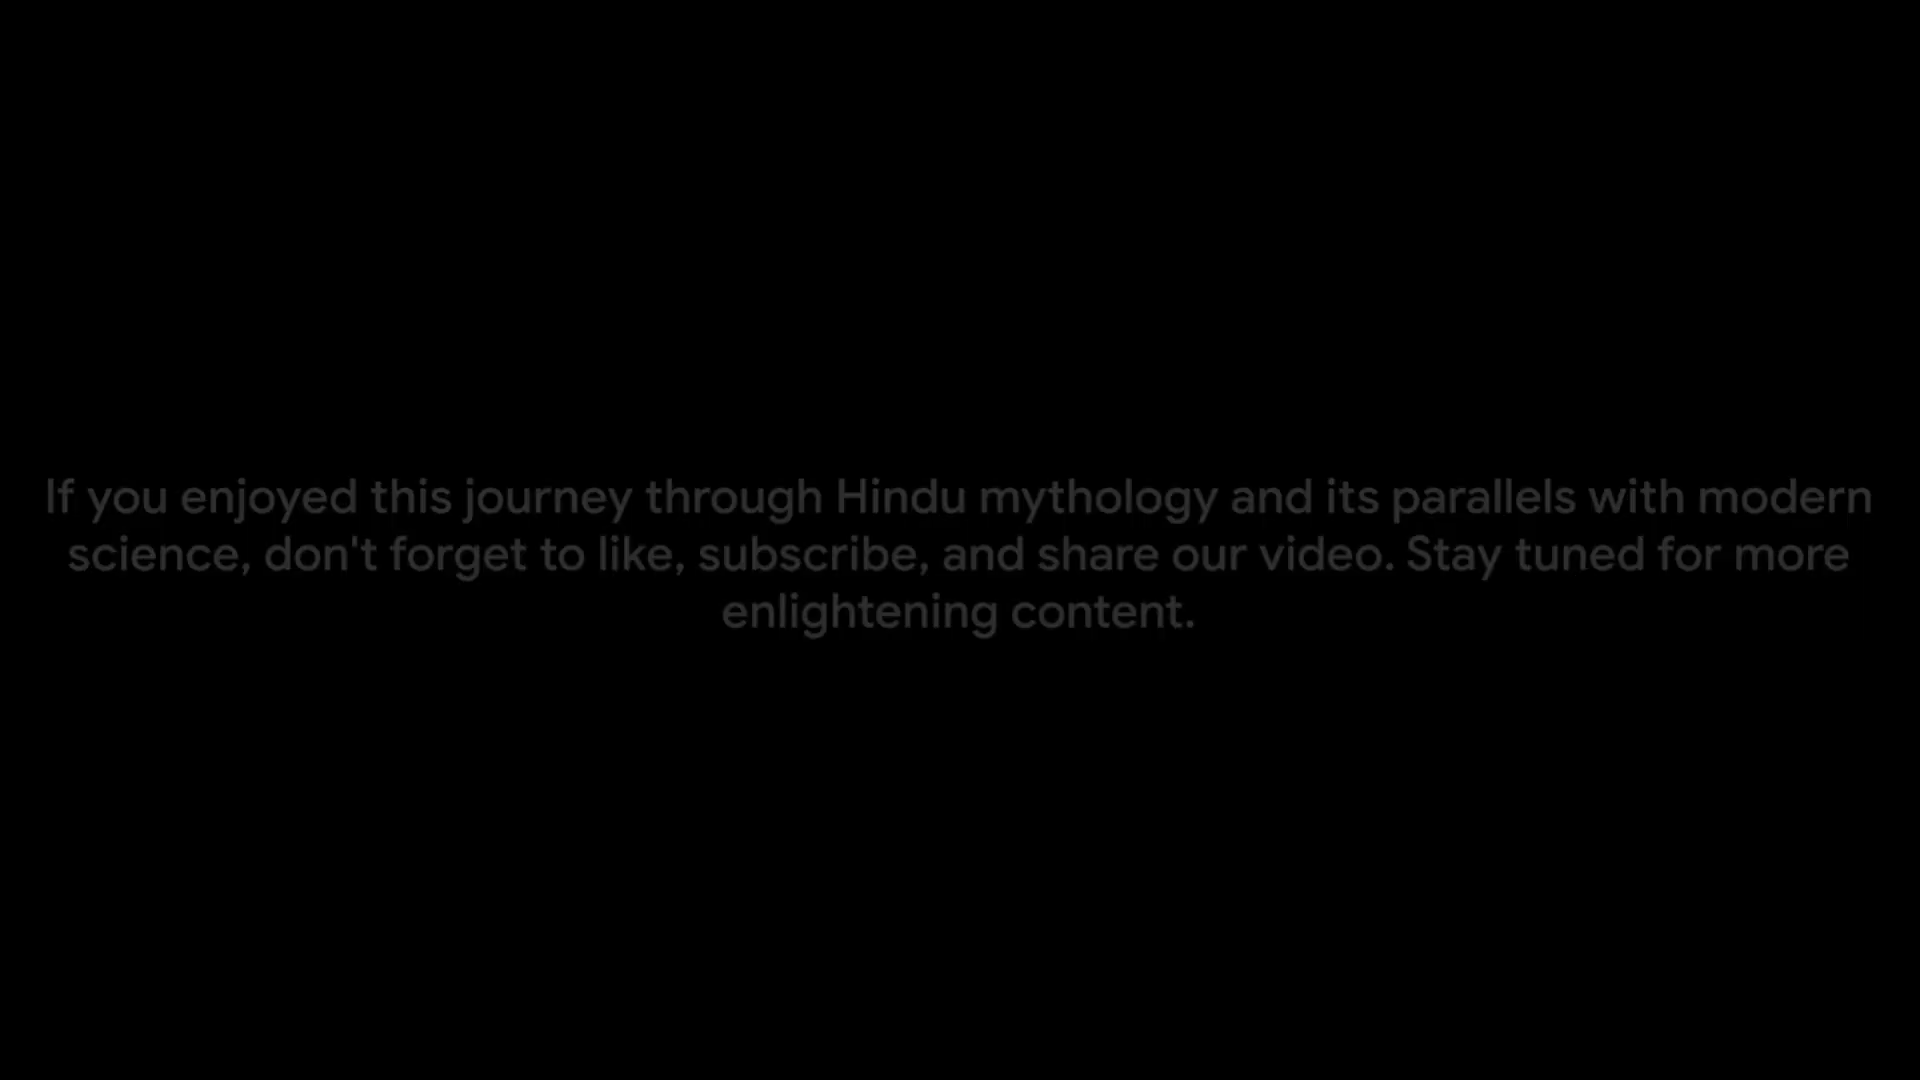 If you enjoyed this journey through Hindu mythology and its parallels with modern
science, don't forget to like, subscribe, and share our video. Stay tuned for more
enlightening content.